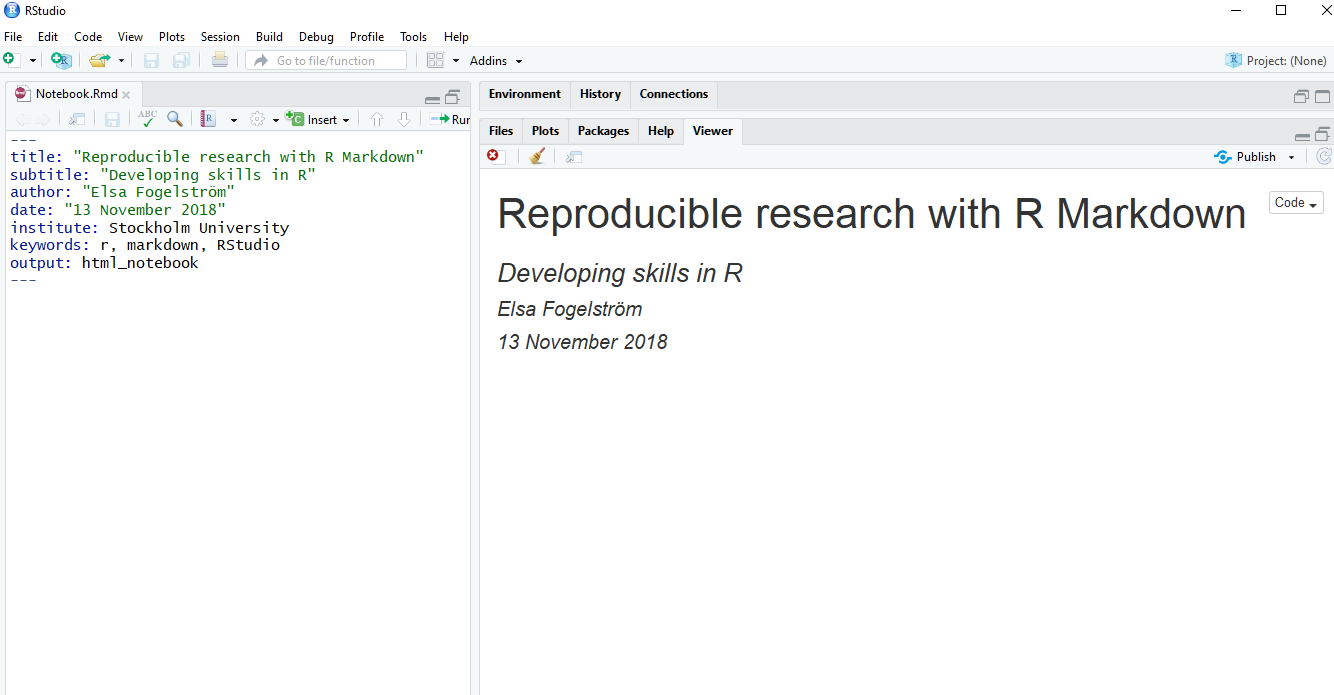 RStudio
File Edit Code View Plots Session Build Debug Profile Tools Help
Go to file/function Addins Project: (None)
Notebook.Rmd
ABC Insert Run
---
title: "Reproducible research with R Markdown"
subtitle: "Developing skills in R"
author: "Elsa Fogelström"
date: "13 November 2018"
institute: Stockholm University
keywords: r, markdown, RStudio
output: html_notebook
---
Environment History Connections
Files Plots Packages Help Viewer
Publish
Reproducible research with R Markdown
Code
Developing skills in R
Elsa Fogelström
13 November 2018